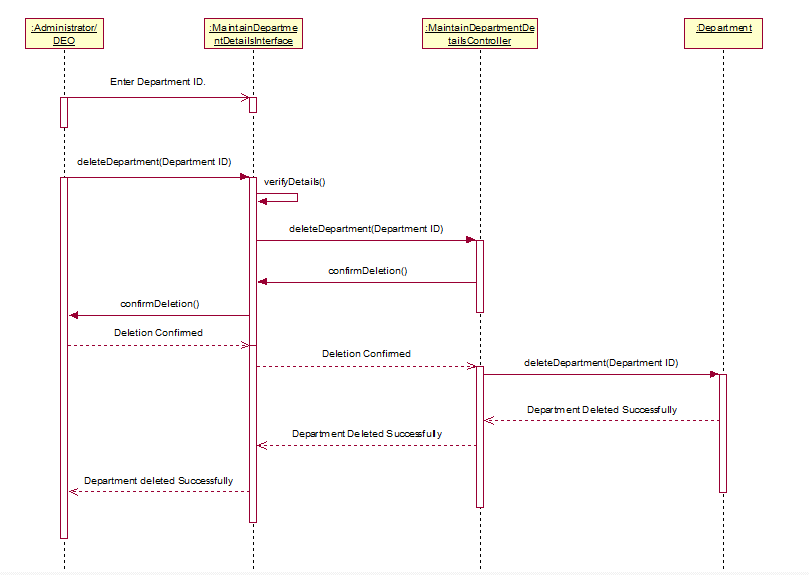 :Administrator/
DEO
:MaintainDepartme
ntDetailsInterface
:MaintainDepartmentDe
tailsController
:Department
Enter Department ID.
deleteDepartment(Department ID)
verifyDetails()
deleteDepartment(Department ID)
confirmDeletion()
confirmDeletion()
Deletion Confirmed
Deletion Confirmed
deleteDepartment(Department ID)
Department Deleted Successfully
Department Deleted Successfully
Department deleted Successfully